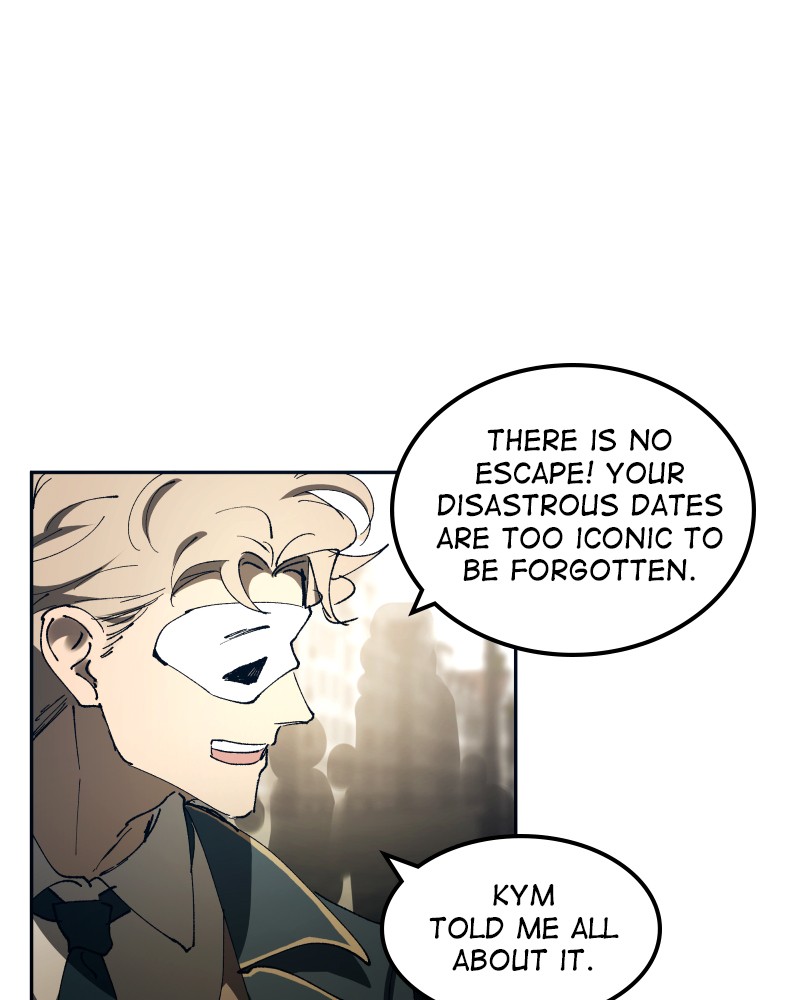 THERE IS NO
ESCAPE! YOUR
DISASTROUS DATES
ARE TOO ICONIC TO
BE FORGOTTEN.
KYM
TOLD ME ALL
ABOUT IT.